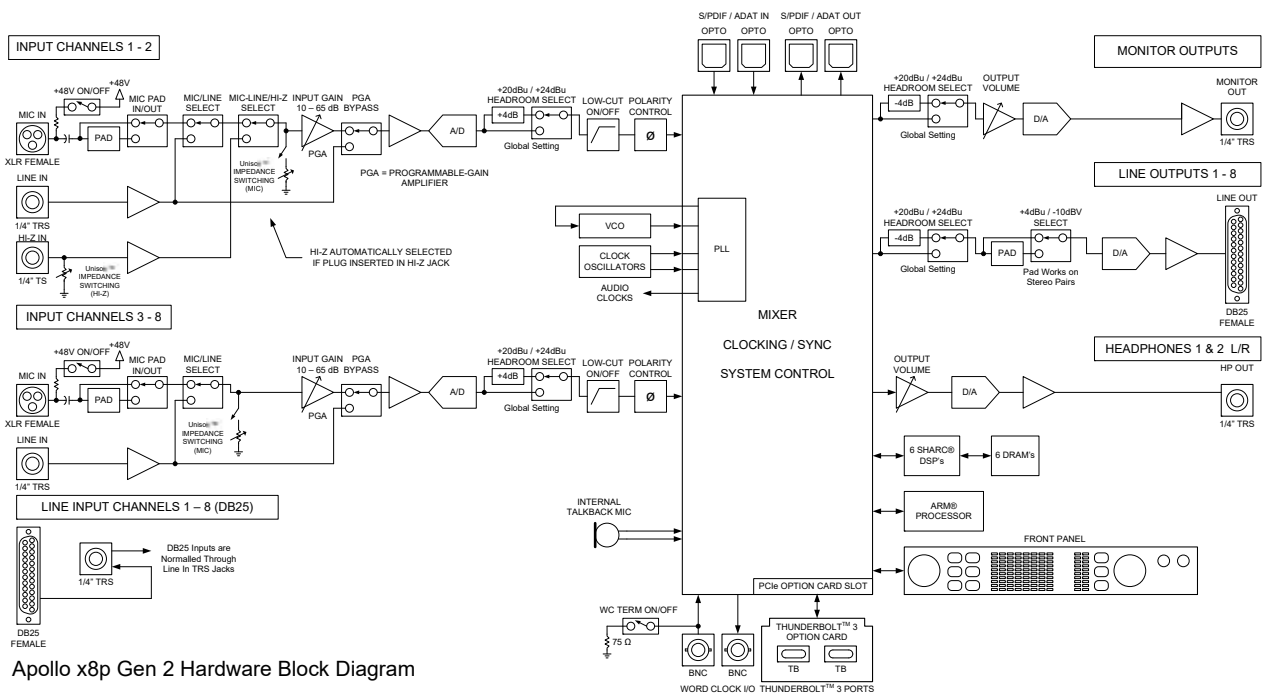 S/PDIF / ADAT IN
S/PDIF / ADAT OUT
OPTO
OPTO
OPTO
OPTO
INPUT CHANNELS 1 - 2
+48V ON/OFF
+48V
MIC IN
XLR FEMALE
PAD
MIC PAD
IN/OUT
MIC/LINE
SELECT
MIC-LINE/HI-Z
SELECT
INPUT GAIN
10 – 65 dB
PGA
PGA
BYPASS
Unison
IMPEDANCE
SWITCHING
(MIC)
PGA = PROGRAMMABLE-GAIN
AMPLIFIER
A/D
+20dBu / +24dBu
HEADROOM SELECT
+4dB
Global Setting
LOW-CUT
ON/OFF
POLARITY
CONTROL
Ø
LINE IN
1/4" TRS
HI-Z IN
1/4" TS
Unison
IMPEDANCE
SWITCHING
(HI-Z)
HI-Z AUTOMATICALLY SELECTED
IF PLUG INSERTED IN HI-Z JACK
INPUT CHANNELS 3 - 8
+48V ON/OFF
+48V
MIC IN
XLR FEMALE
PAD
MIC PAD
IN/OUT
MIC/LINE
SELECT
INPUT GAIN
10 – 65 dB
PGA
PGA
BYPASS
Unison
IMPEDANCE
SWITCHING
(MIC)
A/D
+20dBu / +24dBu
HEADROOM SELECT
+4dB
Global Setting
LOW-CUT
ON/OFF
POLARITY
CONTROL
Ø
LINE IN
1/4" TRS
LINE INPUT CHANNELS 1 – 8 (DB25)
DB25
FEMALE
1/4" TRS
DB25 Inputs are
Normalled Through
Line In TRS Jacks
VCO
CLOCK
OSCILLATORS
AUDIO
CLOCKS
PLL
MIXER
CLOCKING / SYNC
SYSTEM CONTROL
INTERNAL
TALKBACK MIC
PCIe OPTION CARD SLOT
WC TERM ON/OFF
75 Ω
BNC
BNC
WORD CLOCK I/O
THUNDERBOLT™ 3
OPTION CARD
TB
TB
THUNDERBOLT™ 3 PORTS
MONITOR OUTPUTS
+20dBu / +24dBu
HEADROOM SELECT
-4dB
Global Setting
OUTPUT
VOLUME
D/A
MONITOR
OUT
1/4" TRS
LINE OUTPUTS 1 - 8
+20dBu / +24dBu
HEADROOM SELECT
-4dB
Global Setting
+4dBu / -10dBV
SELECT
PAD
Pad Works on
Stereo Pairs
D/A
LINE OUT
DB25
FEMALE
HEADPHONES 1 & 2 L/R
OUTPUT
VOLUME
D/A
HP OUT
1/4" TRS
6 SHARC®
DSP's
6 DRAM's
ARM®
PROCESSOR
FRONT PANEL
Apollo x8p Gen 2 Hardware Block Diagram